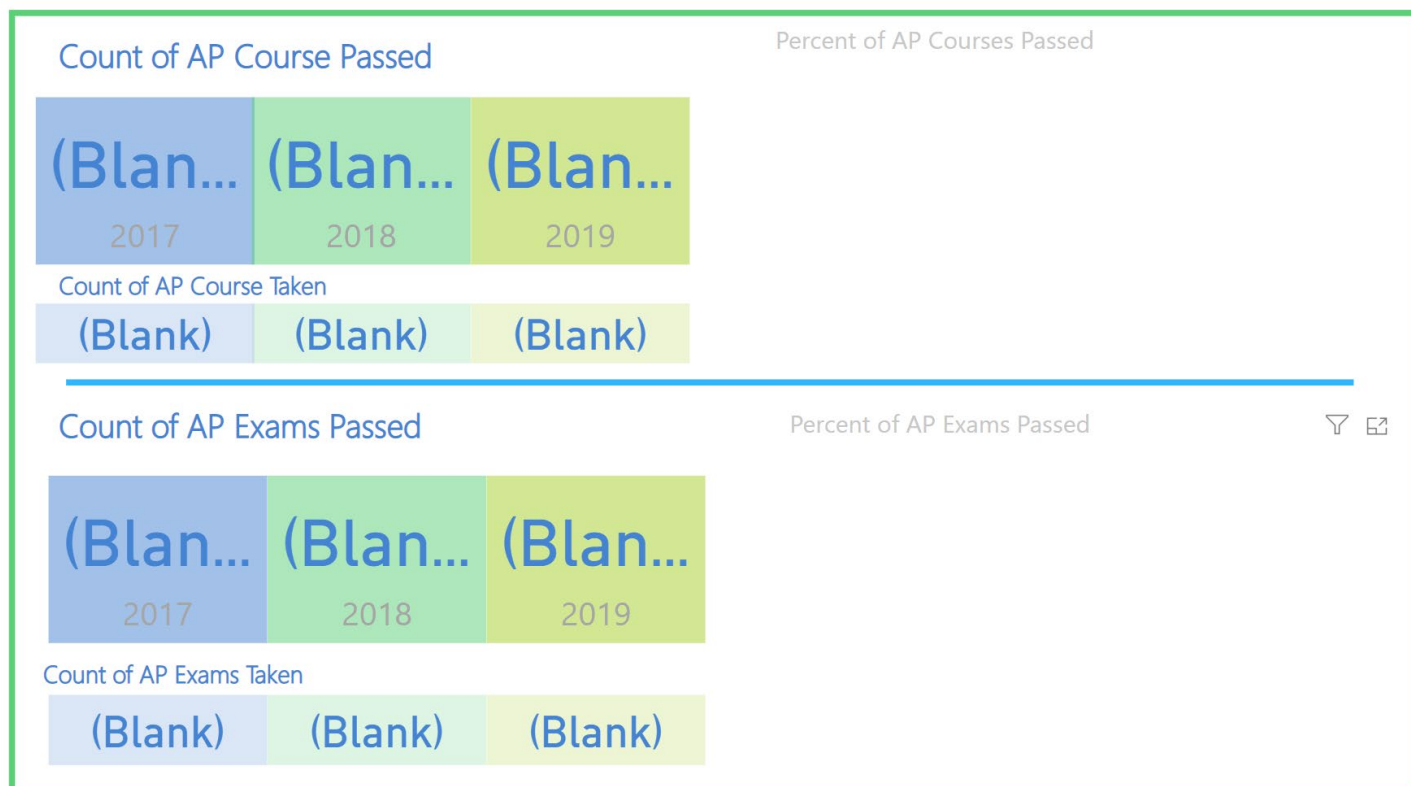 Count of AP Course Passed
Percent of AP Courses Passed
(Blan... (Blan... (Blan...
2017 2018 2019
Count of AP Course Taken
(Blank) (Blank) (Blank)
Count of AP Exams Passed
Percent of AP Exams Passed
(Blan... (Blan... (Blan...
2017 2018 2019
Count of AP Exams Taken
(Blank) (Blank) (Blank)